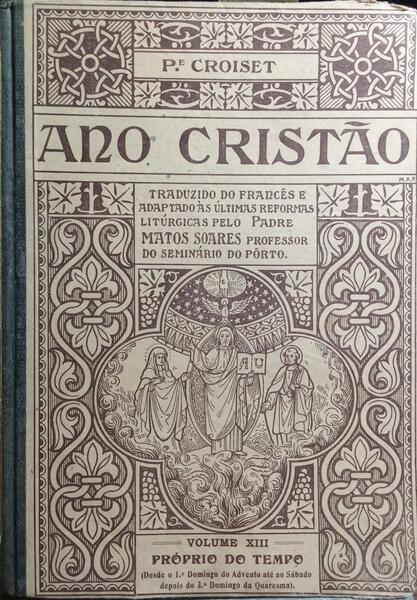 P.E CROISET
ANO CRISTÃO
M.A.A
TRADUZIDO DO FRANCÊS E
ADAPTADO ÀS ÚLTIMAS REFORMAS
LITÚRGICAS PELO PADRE
MATOS SOARES PROFESSOR
DO SEMINÁRIO DO PÔRTO.
A U
VOLUME XIII
PRÓPRIO DO TEMPO
(Desde o 1.º Domingo do Advento até ao Sábado
depois do 3.º Domingo da Quaresma).